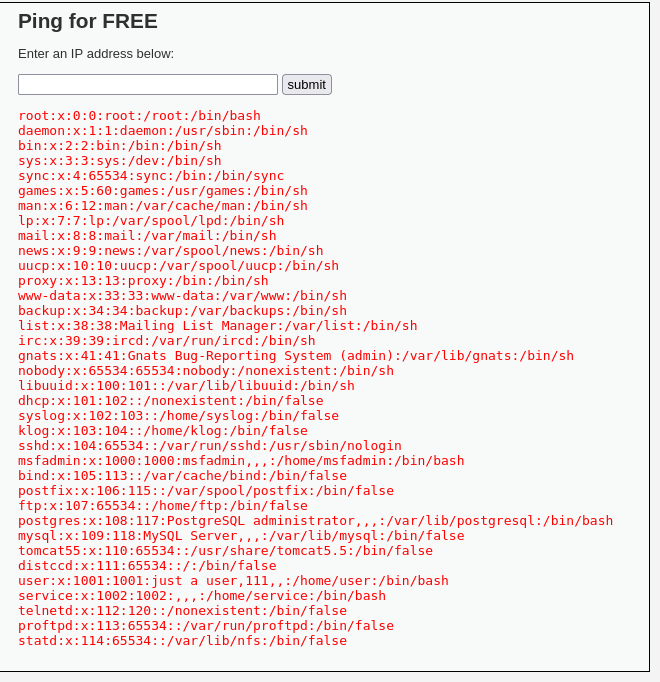 Ping for FREE
Enter an IP address below:
submit
root:x:0:0:root:/root:/bin/bash
daemon:x:1:1:daemon:/usr/sbin:/bin/sh
bin:x:2:2:bin:/bin:/bin/sh
sys:x:3:3:sys:/dev:/bin/sh
sync:x:4:65534:sync:/bin:/bin/sync
games:x:5:60:games:/usr/games:/bin/sh
man:x:6:12:man:/var/cache/man:/bin/sh
lp:x:7:7:lp:/var/spool/lpd:/bin/sh
mail:x:8:8:mail:/var/mail:/bin/sh
news:x:9:9:news:/var/spool/news:/bin/sh
uucp:x:10:10:uucp:/var/spool/uucp:/bin/sh
proxy:x:13:13:proxy:/bin:/bin/sh
www-data:x:33:33:www-data:/var/www:/bin/sh
backup:x:34:34:backup:/var/backups:/bin/sh
list:x:38:38:Mailing List Manager:/var/list:/bin/sh
irc:x:39:39:ircd:/var/run/ircd:/bin/sh
gnats:x:41:41:Gnats Bug-Reporting System (admin):/var/lib/gnats:/bin/sh
nobody:x:65534:65534:nobody:/nonexistent:/bin/sh
libuuid:x:100:101::/var/lib/libuuid:/bin/sh
dhcp:x:101:102::/nonexistent:/bin/false
syslog:x:102:103::/home/syslog:/bin/false
klog:x:103:104::/home/klog:/bin/false
sshd:x:104:65534::/var/run/sshd:/usr/sbin/nologin
msfadmin:x:1000:1000:msfadmin,,,:/home/msfadmin:/bin/bash
bind:x:105:113::/var/cache/bind:/bin/false
postfix:x:106:115::/var/spool/postfix:/bin/false
ftp:x:107:65534::/home/ftp:/bin/false
postgres:x:108:117:PostgreSQL administrator,,,:/var/lib/postgresql:/bin/bash
mysql:x:109:118:MySQL Server,,,:/var/lib/mysql:/bin/false
tomcat55:x:110:65534::/usr/share/tomcat5.5:/bin/false
distccd:x:111:65534::/:/bin/false
user:x:1001:1001:just a user,111,,:/home/user:/bin/bash
service:x:1002:1002:,,,:/home/service:/bin/bash
telnetd:x:112:120::/nonexistent:/bin/false
proftpd:x:113:65534::/var/run/proftpd:/bin/false
statd:x:114:65534::/var/lib/nfs:/bin/false